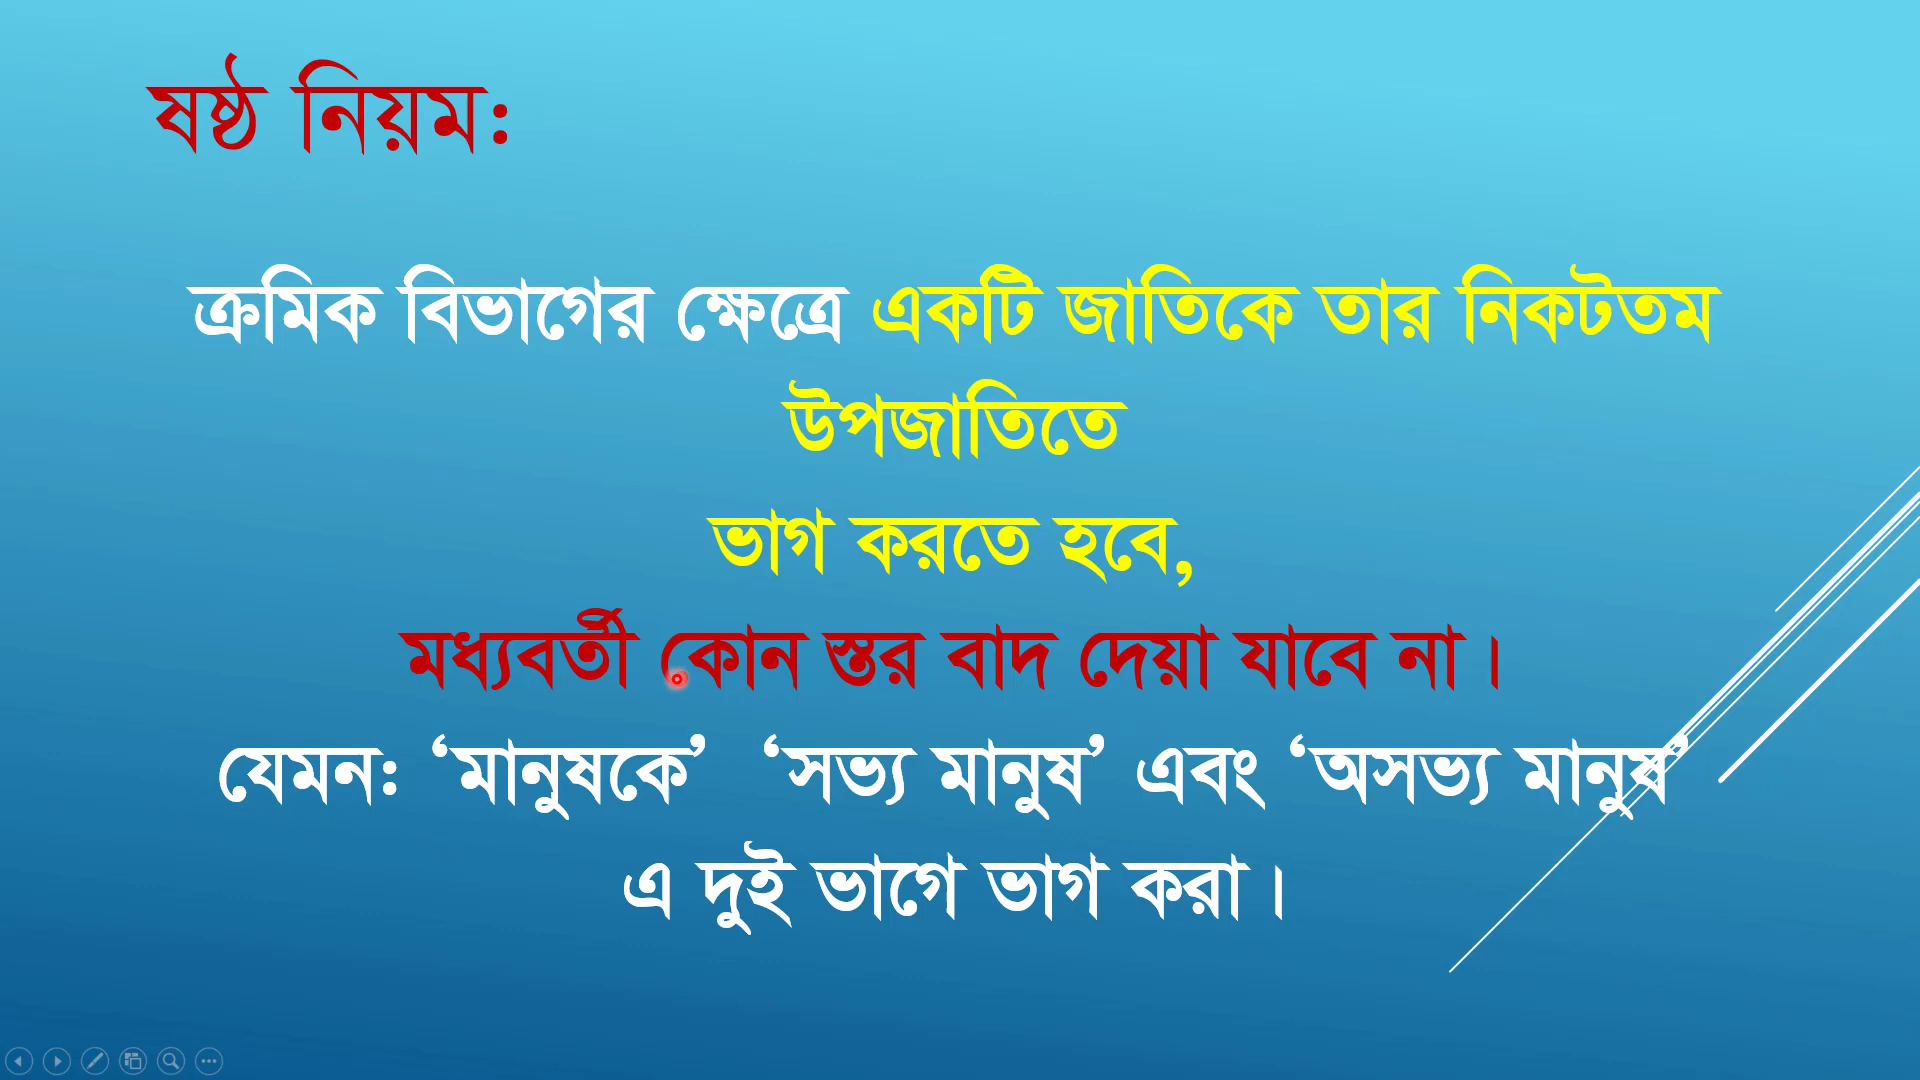 ষষ্ঠ নিয়ম:
ক্রমিক বিভাগের ক্ষেত্রে একটি জাতিকে তার নিকটতম
উপজাতিতে
ভাগ করতে হবে,
মধ্যবর্তী কোন স্তর বাদ দেয়া যাবে না।
যেমন: ‘মানুষকে’ ‘সভ্য মানুষ’ এবং ‘অসভ্য মানুষ’
এ দুই ভাগে ভাগ করা।